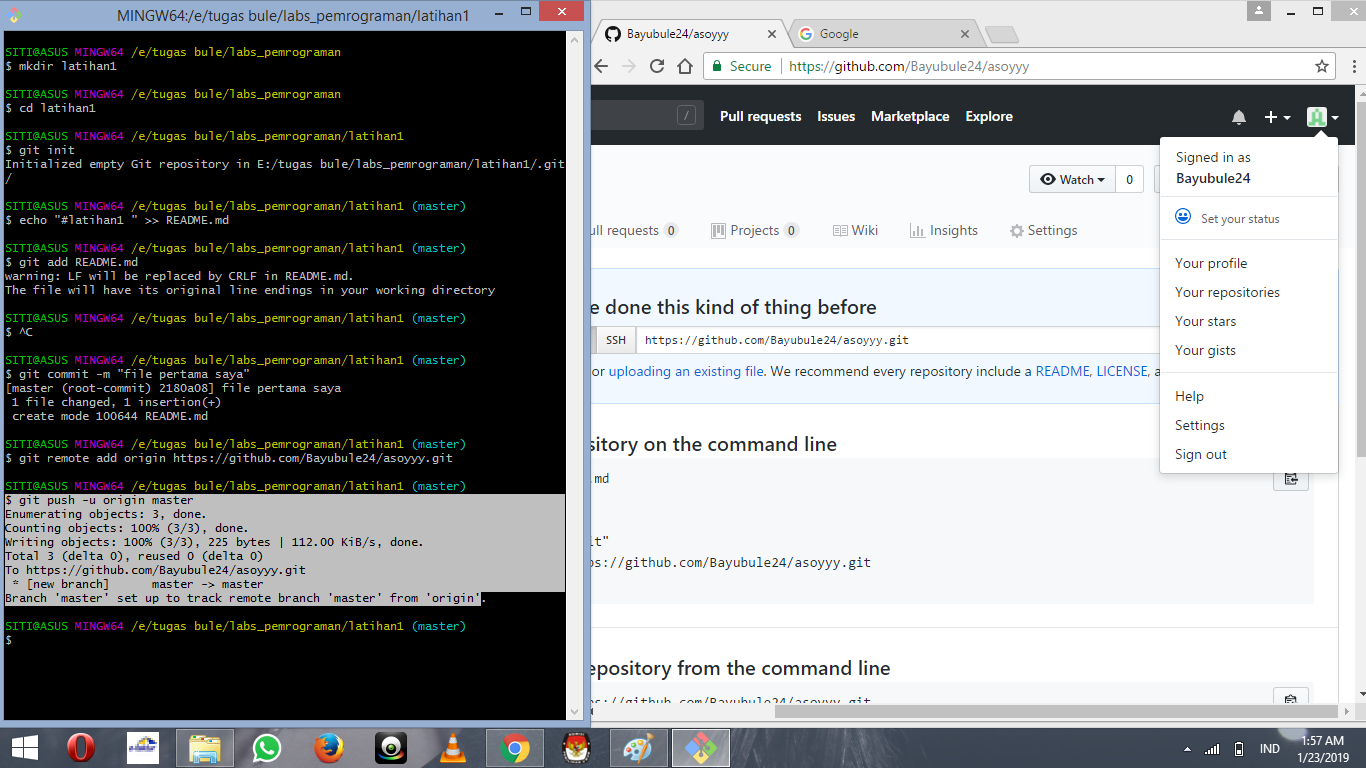 MINGW64:/e/tugas bule/labs_pemrograman/latihan1
SITI@ASUS MINGW64 /e/tugas bule/labs_pemrograman
$ mkdir latihan1
SITI@ASUS MINGW64 /e/tugas bule/labs_pemrograman
$ cd latihan1
SITI@ASUS MINGW64 /e/tugas bule/labs_pemrograman/latihan1
$ git init
Initialized empty Git repository in E:/tugas bule/labs_pemrograman/latihan1/.git
/
SITI@ASUS MINGW64 /e/tugas bule/labs_pemrograman/latihan1 (master)
$ echo "#latihan1 " >> README.md
SITI@ASUS MINGW64 /e/tugas bule/labs_pemrograman/latihan1 (master)
$ git add README.md
warning: LF will be replaced by CRLF in README.md.
The file will have its original line endings in your working directory
SITI@ASUS MINGW64 /e/tugas bule/labs_pemrograman/latihan1 (master)
$ ^C
SITI@ASUS MINGW64 /e/tugas bule/labs_pemrograman/latihan1 (master)
$ git commit -m "file pertama saya"
[master (root-commit) 2180a08] file pertama saya
1 file changed, 1 insertion(+)
create mode 100644 README.md
SITI@ASUS MINGW64 /e/tugas bule/labs_pemrograman/latihan1 (master)
$ git remote add origin https://github.com/Bayubule24/asoyyy.git
SITI@ASUS MINGW64 /e/tugas bule/labs_pemrograman/latihan1 (master)
$ git push -u origin master
Enumerating objects: 3, done.
Counting objects: 100% (3/3), done.
Writing objects: 100% (3/3), 225 bytes | 112.00 KiB/s, done.
Total 3 (delta 0), reused 0 (delta 0)
To https://github.com/Bayubule24/asoyyy.git
* [new branch]      master -> master
Branch 'master' set up to track remote branch 'master' from 'origin'.
SITI@ASUS MINGW64 /e/tugas bule/labs_pemrograman/latihan1 (master)
$
Bayubule24/asoyyy
Google
Secure
https://github.com/Bayubule24/asoyyy
/
Pull requests Issues Marketplace Explore
Watch 0
ull requests 0 Projects 0 Wiki Insights Settings
e done this kind of thing before
SSH https://github.com/Bayubule24/asoyyy.git
or uploading an existing file. We recommend every repository include a README, LICENSE, a
sitory on the command line
.md
it"
ps://github.com/Bayubule24/asoyyy.git
epository from the command line
ps://github.com/Bayubule24/asoyyy.git
Signed in as
Bayubule24
Set your status
Your profile
Your repositories
Your stars
Your gists
Help
Settings
Sign out
IND
1:57 AM
1/23/2019